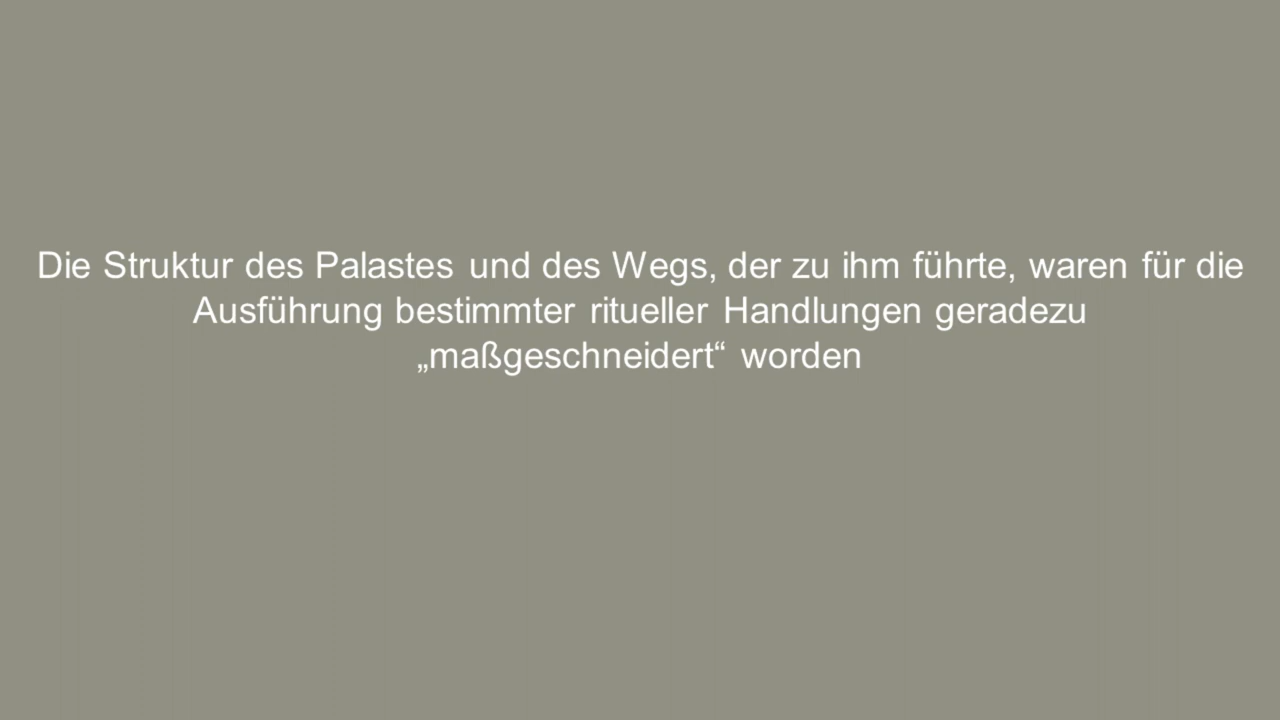 Die Struktur des Palastes und des Wegs, der zu ihm führte, waren für die
Ausführung bestimmter ritueller Handlungen geradezu
„maßgeschneidert“ worden